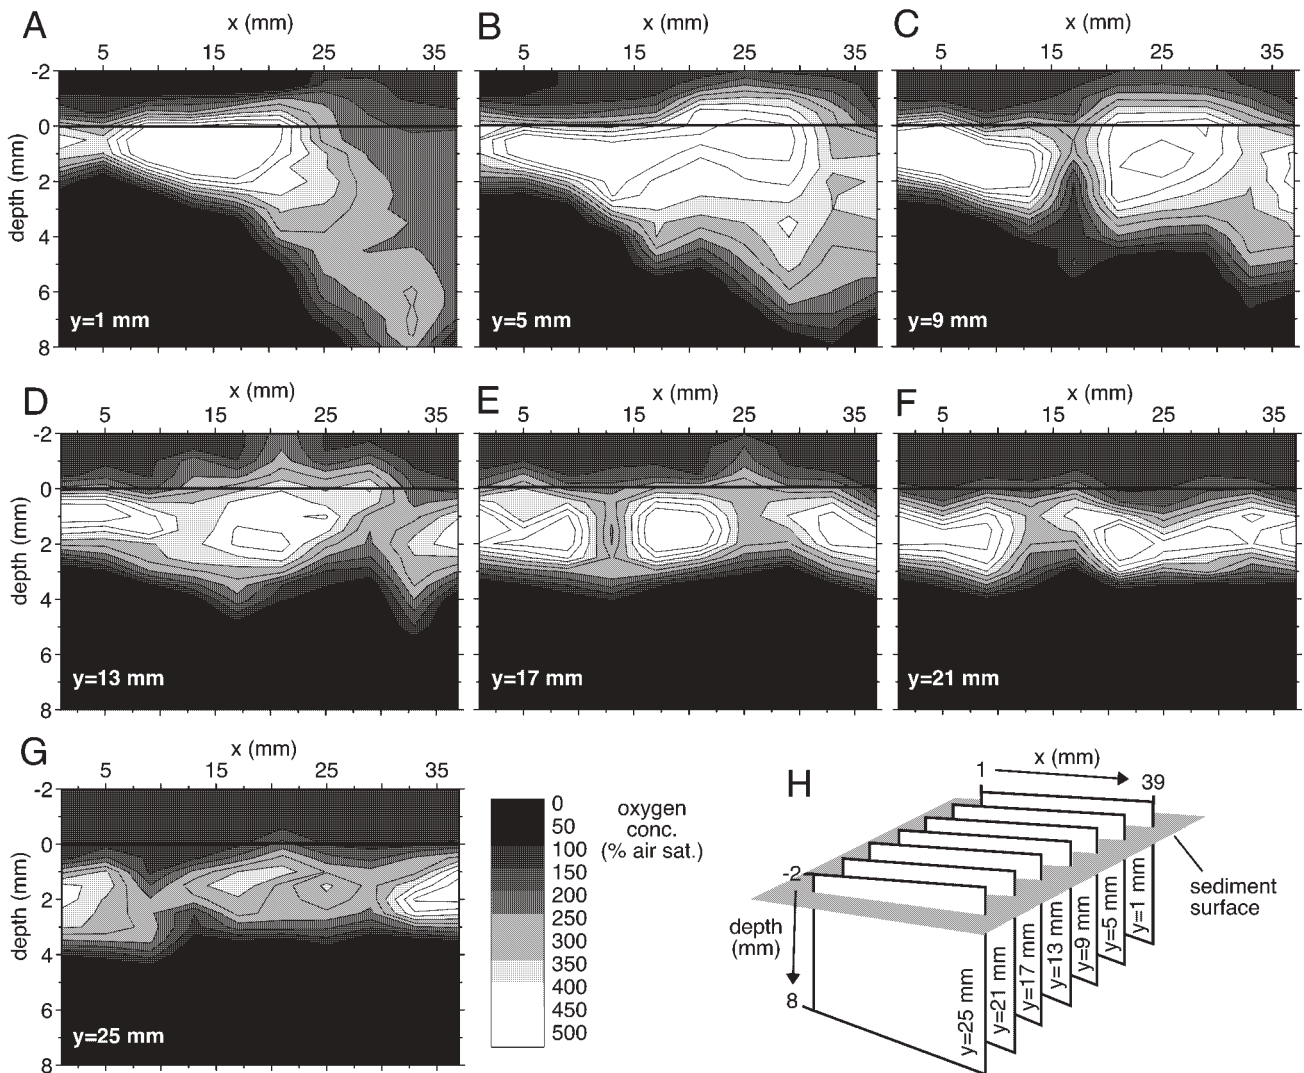 A
x (mm)
5 15 25 35
B
x (mm)
5 15 25 35
C
x (mm)
5 15 25 35
depth (mm)
-2
0
2
4
6
8
y=1 mm
y=5 mm
y=9 mm
D
x (mm)
5 15 25 35
E
x (mm)
5 15 25 35
F
x (mm)
5 15 25 35
depth (mm)
-2
0
2
4
6
8
y=13 mm
y=17 mm
y=21 mm
G
x (mm)
5 15 25 35
depth (mm)
-2
0
2
4
6
8
y=25 mm
0
50
100
150
200
250
300
350
400
450
500
oxygen
conc.
(% air sat.)
H
x (mm)
1
39
-2
depth
(mm)
8
sediment
surface
y=25 mm
y=21 mm
y=17 mm
y=13 mm
y=9 mm
y=5 mm
y=1 mm